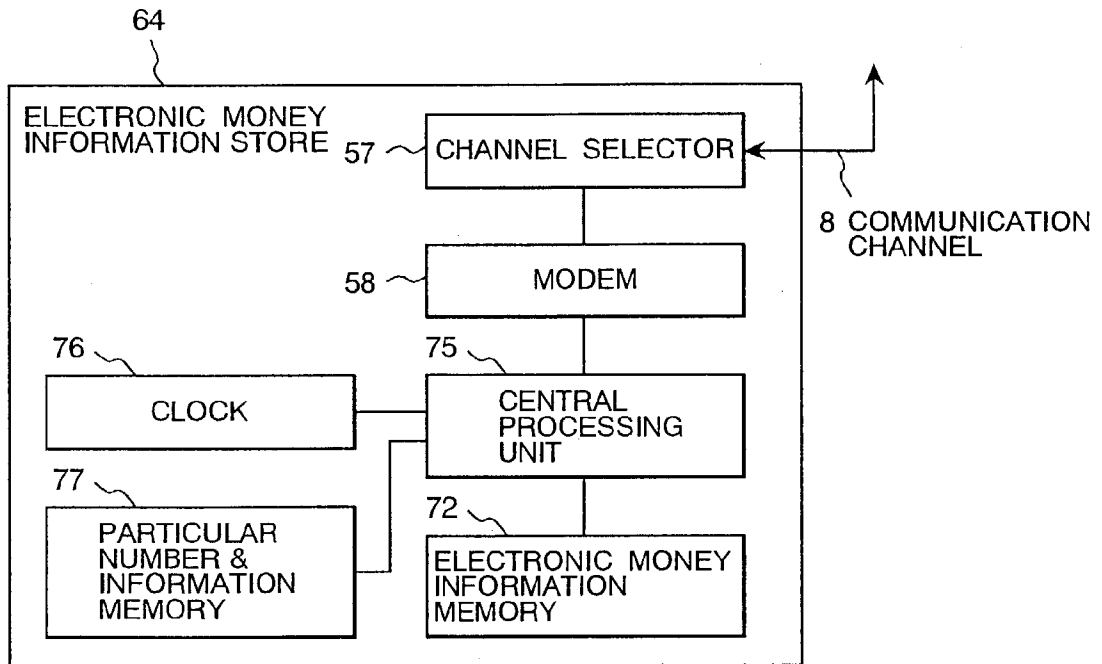 64
ELECTRONIC MONEY
INFORMATION STORE
57
CHANNEL SELECTOR
8 COMMUNICATION
CHANNEL
58
MODEM
76
CLOCK
75
CENTRAL
PROCESSING
UNIT
77
PARTICULAR
NUMBER &
INFORMATION
MEMORY
72
ELECTRONIC MONEY
INFORMATION
MEMORY